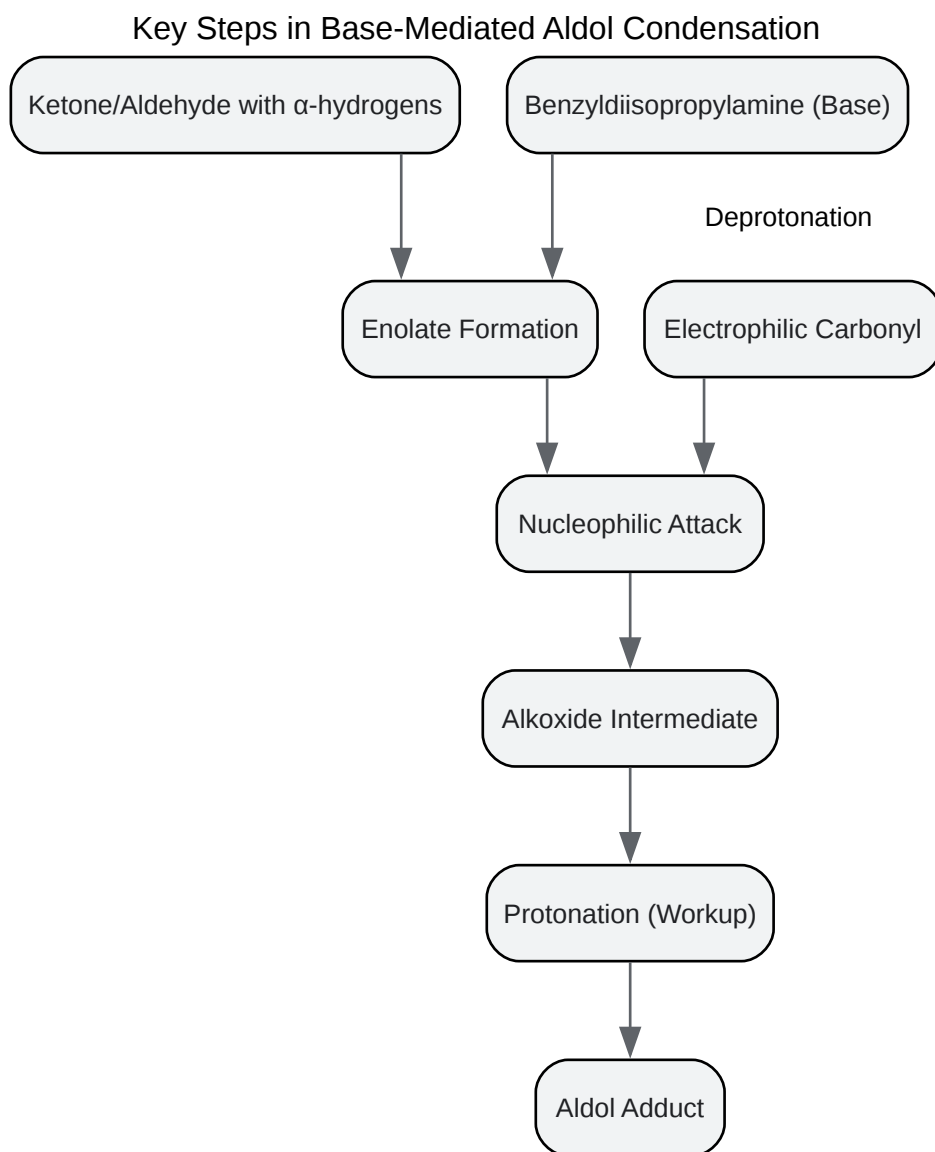 Key Steps in Base-Mediated Aldol Condensation
Ketone/Aldehyde with α-hydrogens
Benzyldiisopropylamine (Base)
Deprotonation
Enolate Formation
Electrophilic Carbonyl
Nucleophilic Attack
Alkoxide Intermediate
Protonation (Workup)
Aldol Adduct